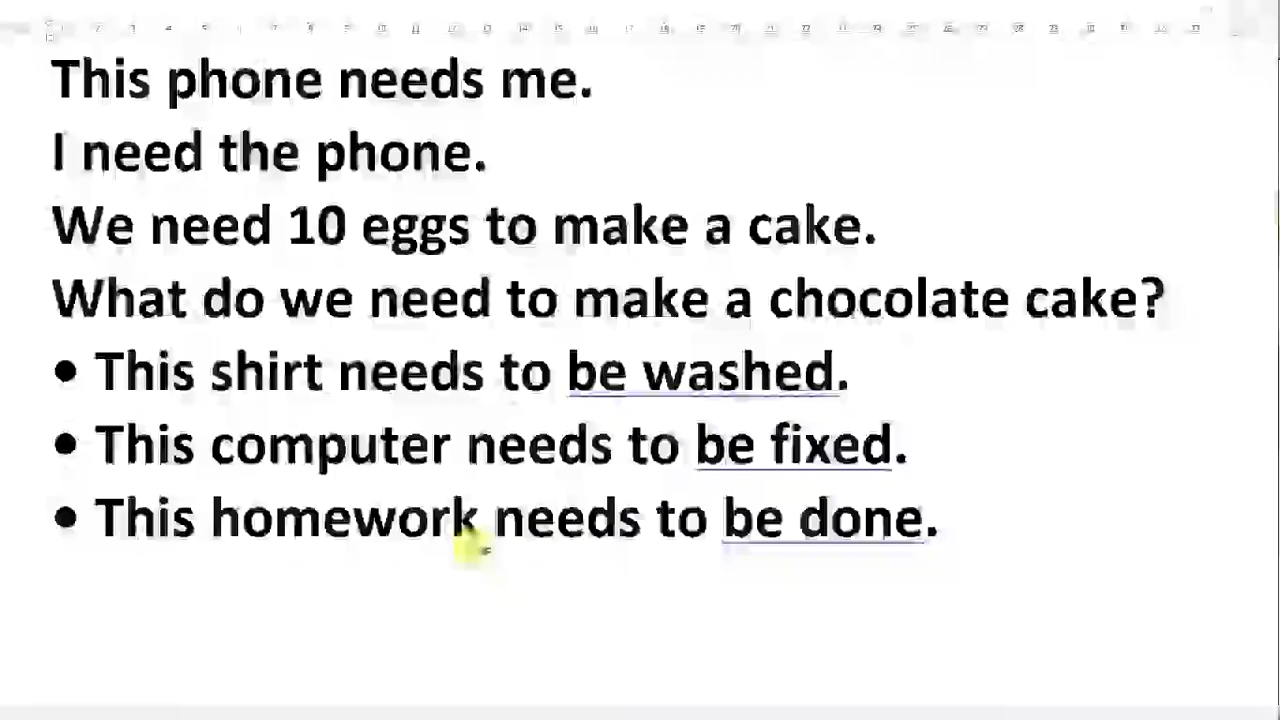 This phone needs me.
I need the phone.
We need 10 eggs to make a cake.
What do we need to make a chocolate cake?
• This shirt needs to be washed.
• This computer needs to be fixed.
• This homework needs to be done.